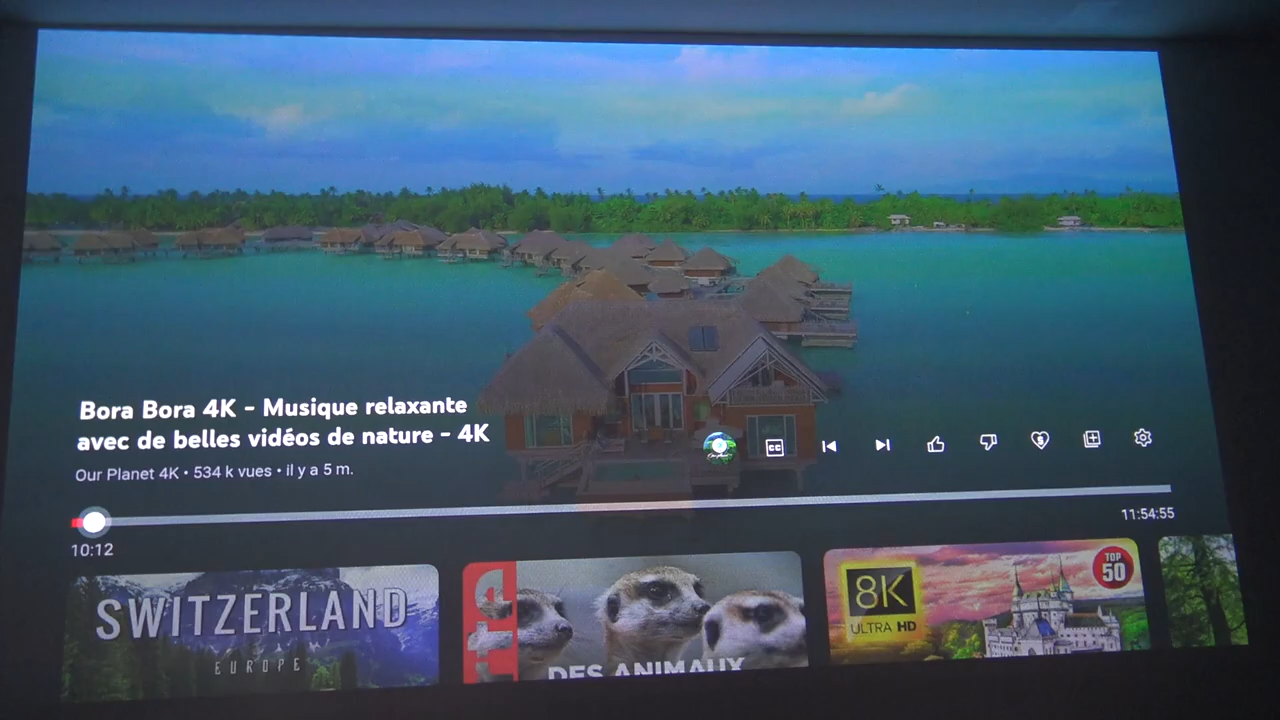 Bora Bora 4K - Musique relaxante
avec de belles vidéos de nature - 4K
Our Planet 4K • 534 k vues • il y a 5 m.
CC
10:12
11:54:55
SWITZERLAND
EUROPE
DES ANIMAUX
8K
ULTRA HD
TOP
50